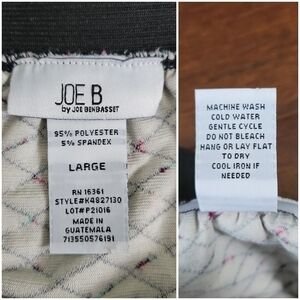 JOE B
by JOE BENBASSET
95% POLYESTER
5% SPANDEX
LARGE
RN 16361
STYLE#K4827130
LOT#P21016
MADE IN
GUATEMALA
713550576191
MACHINE WASH
COLD WATER
GENTLE CYCLE
DO NOT BLEACH
HANG OR LAY FLAT
TO DRY
COOL IRON IF
NEEDED